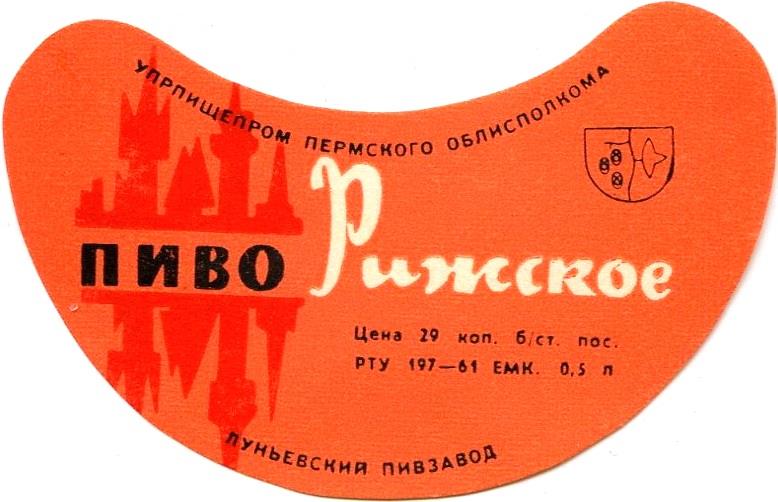 УПРПИЩЕПРОМ ПЕРМСКОГО ОБЛИСПОЛКОМА
ПИВО Рижское
Цена 29 коп. б/ст. пос.
РТУ 197—61 ЕМК. 0,5 л
ЛУНЬЕВСКИЙ ПИВЗАВОД